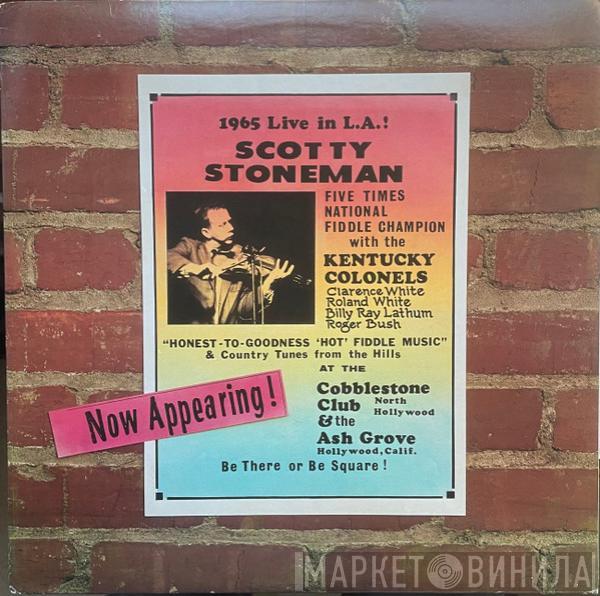 1965 Live in L.A.!
SCOTTY
STONEMAN
FIVE TIMES
NATIONAL
FIDDLE CHAMPION
with the
KENTUCKY
COLONELS
Clarence White
Roland White
Billy Ray Lathum
Roger Bush
"HONEST-TO-GOODNESS 'HOT' FIDDLE MUSIC"
& Country Tunes from the Hills
AT THE
Cobblestone
Club North
Hollywood
& the
Ash Grove
Hollywood, Calif.
Now Appearing!
Be There or Be Square!
МАРКЕТ ВИНИЛА